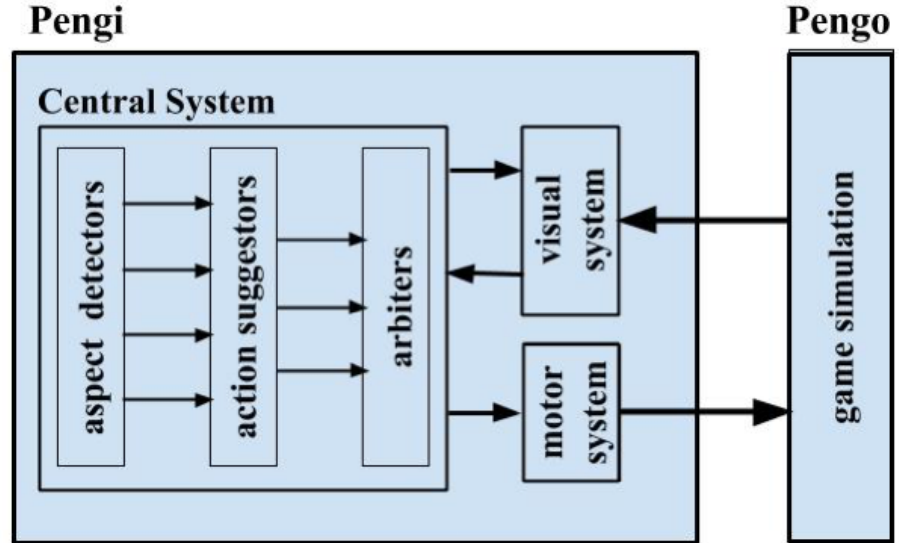 Pengi
Pengo
Central System
aspect detectors
action suggestors
arbiters
visual
system
motor
system
game simulation